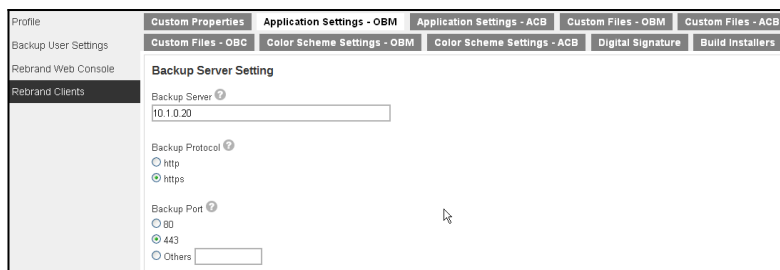 Profile
Backup User Settings
Rebrand Web Console
Rebrand Clients
Custom Properties Application Settings - OBM Application Settings - ACB Custom Files - OBM Custom Files - ACB
Custom Files - OBC Color Scheme Settings - OBM Color Scheme Settings - ACB Digital Signature Build Installers
Backup Server Setting
Backup Server ?
10.1.0.20
Backup Protocol ?
http
https
Backup Port ?
80
443
Others